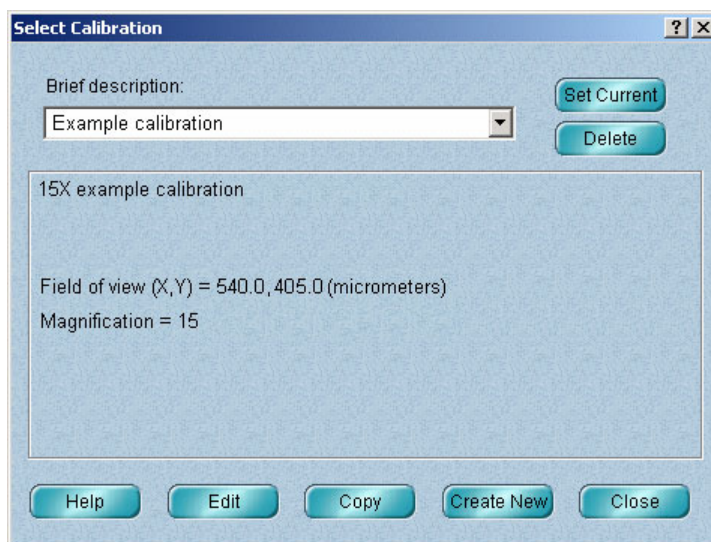 Select Calibration
Brief description:
Set Current
Example calibration
Delete
15X example calibration
Field of view (X,Y) = 540.0, 405.0 (micrometers)
Magnification = 15
Help Edit Copy Create New Close